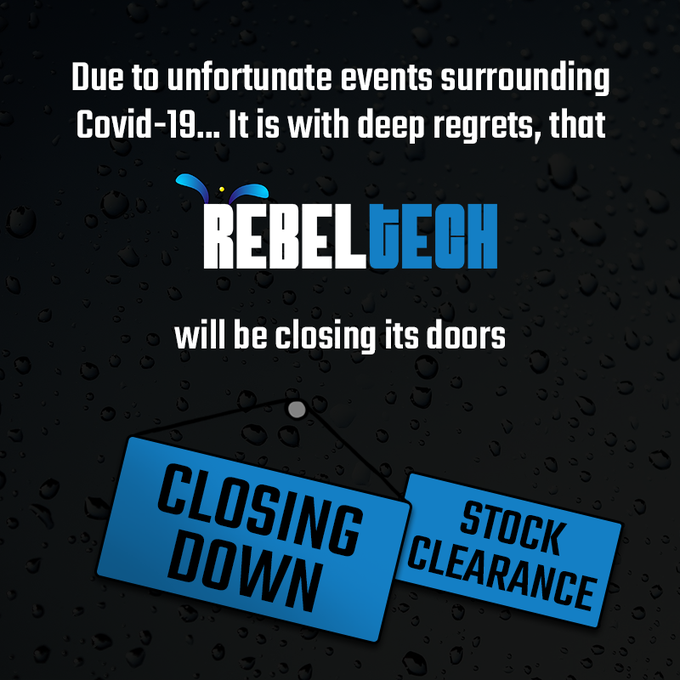 Due to unfortunate events surrounding
Covid-19... It is with deep regrets, that
REBELTECH
will be closing its doors
CLOSING
DOWN
STOCK
CLEARANCE